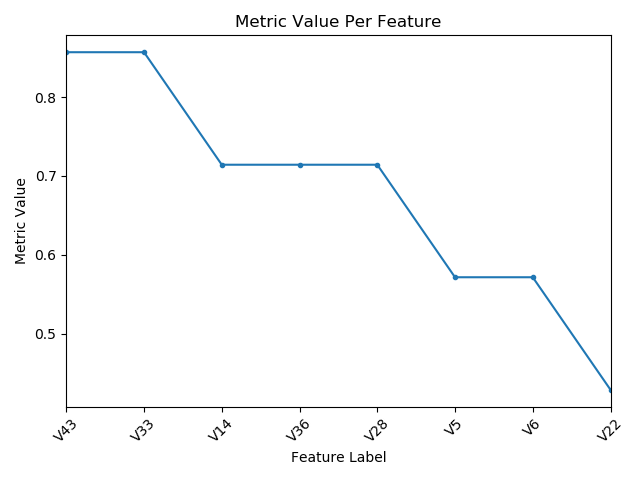 Metric Value Per Feature
0.8
0.7
0.6
0.5
Metric Value
V43 V33 V14 V36 V28 V5 V6 V22
Feature Label